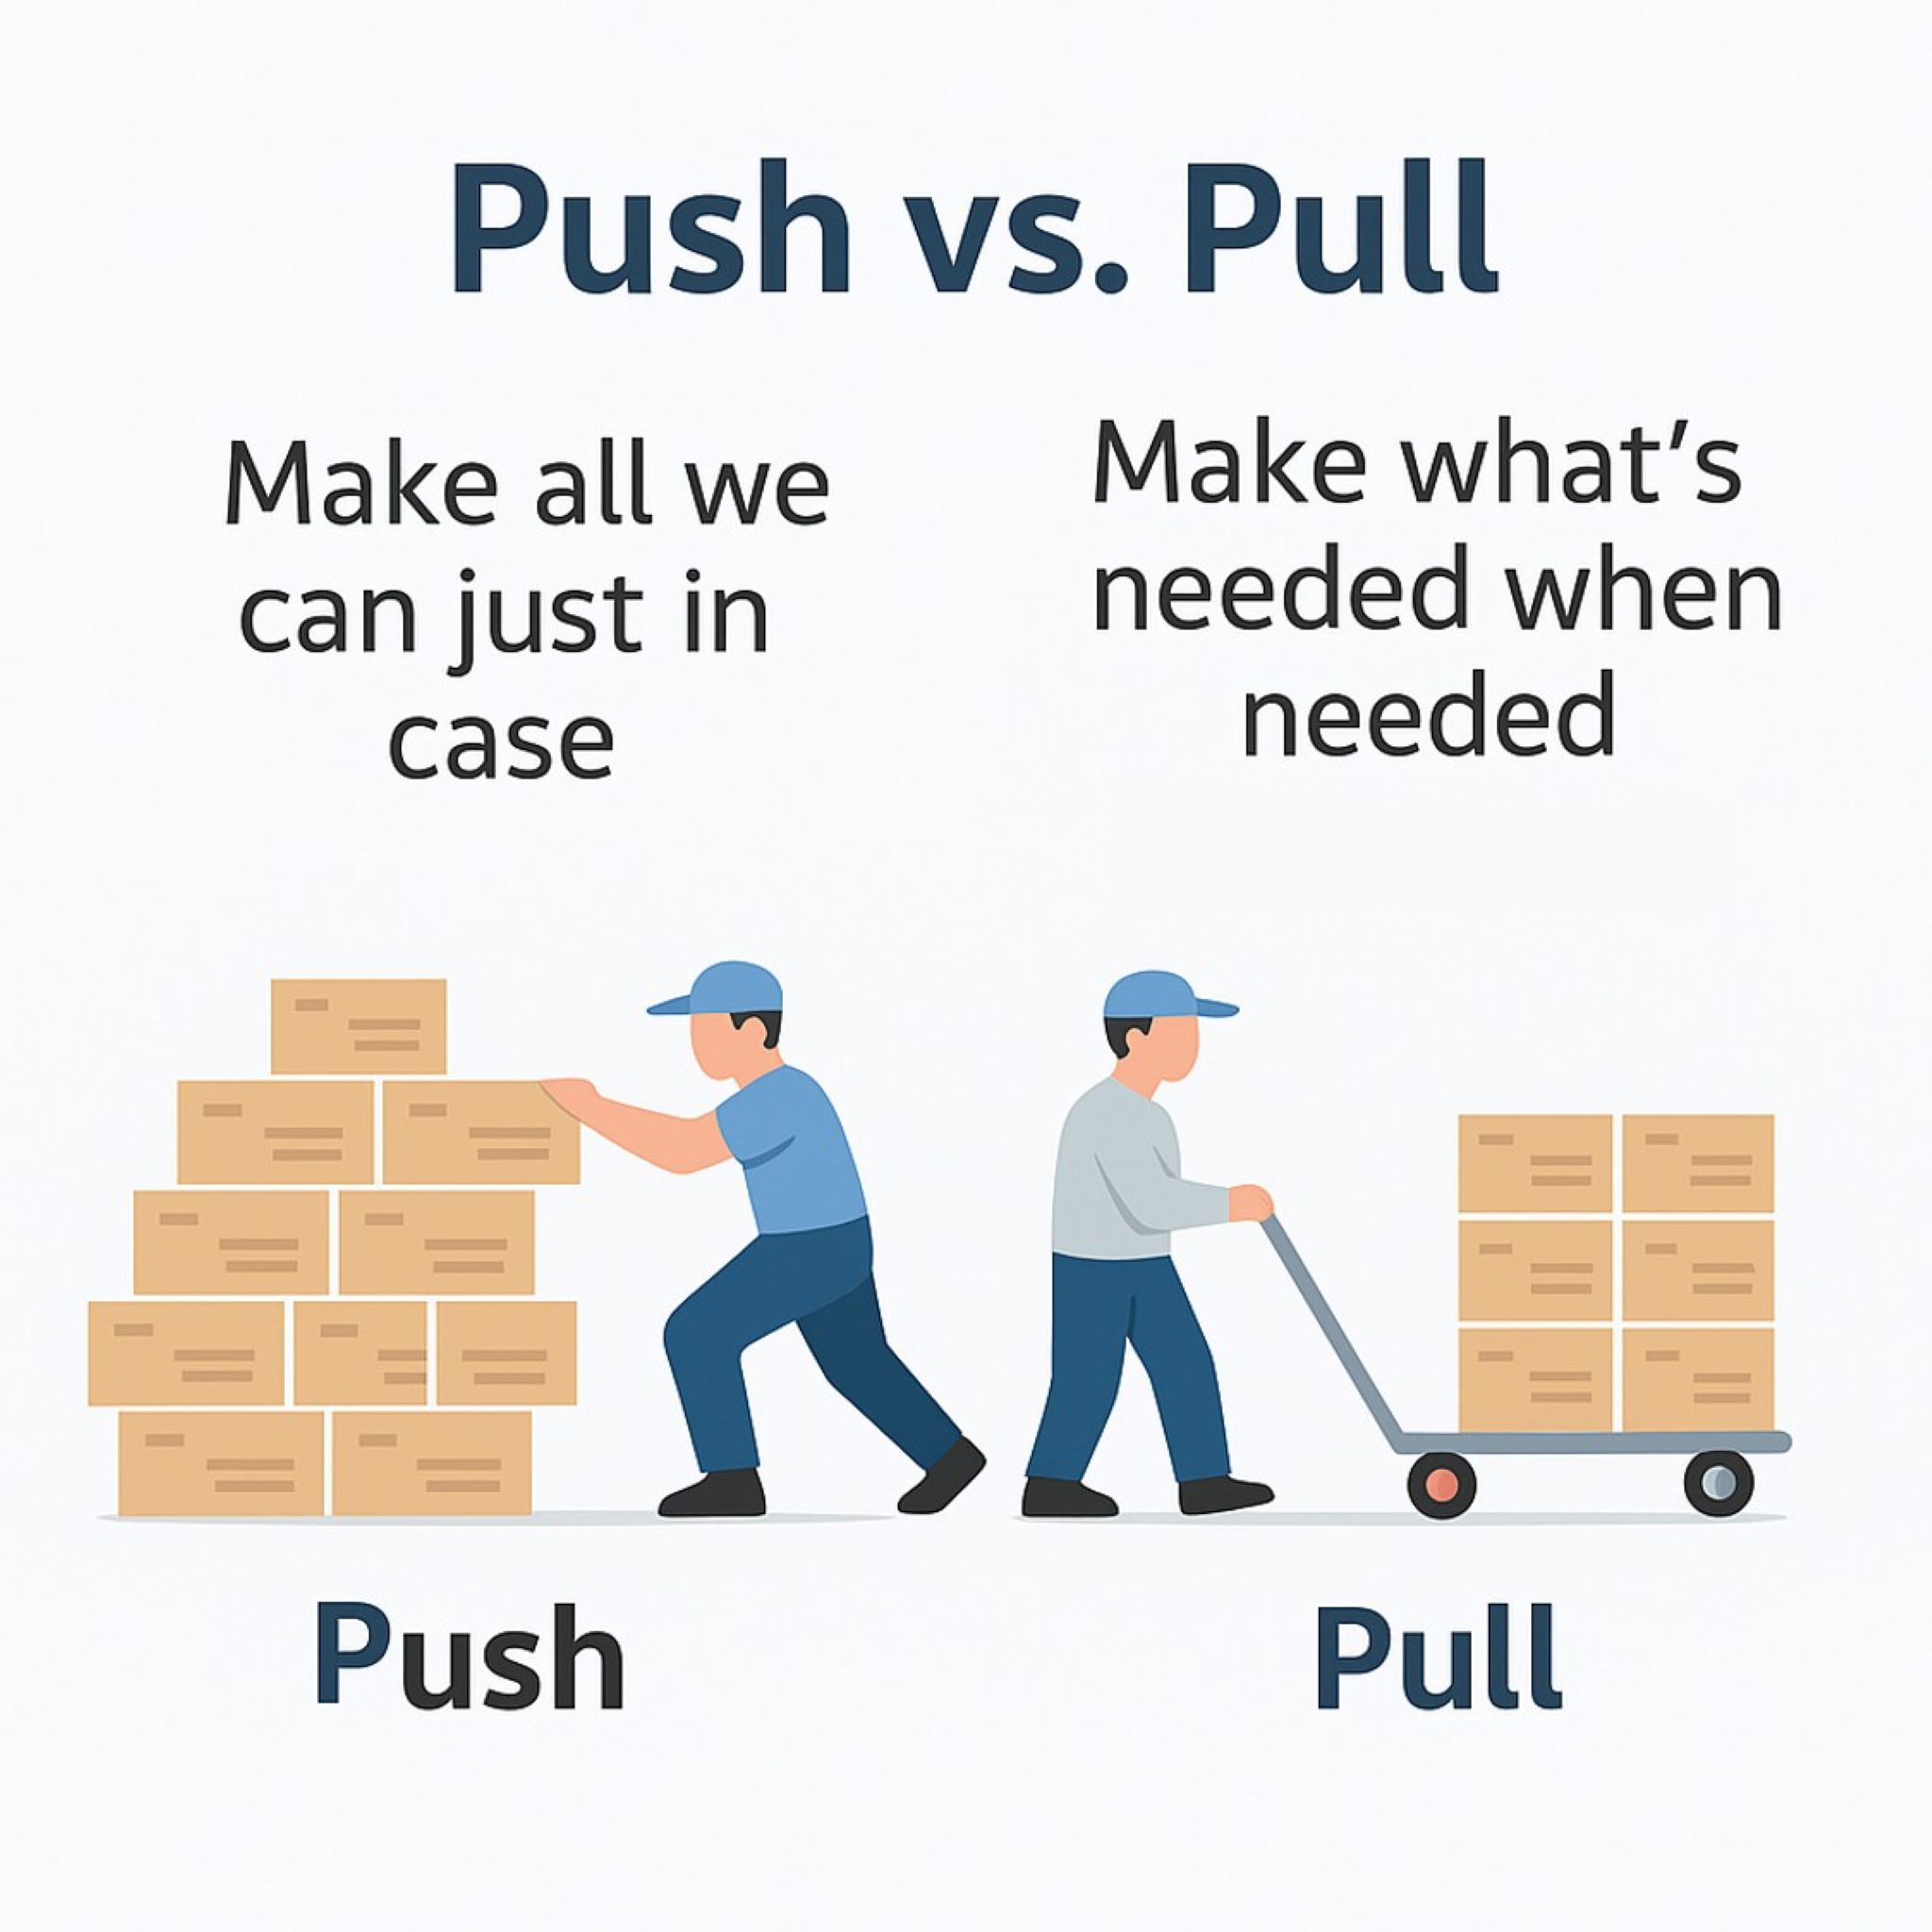 Push vs. Pull
Make all we
can just in
case
Make what’s
needed when
needed
Push
Pull